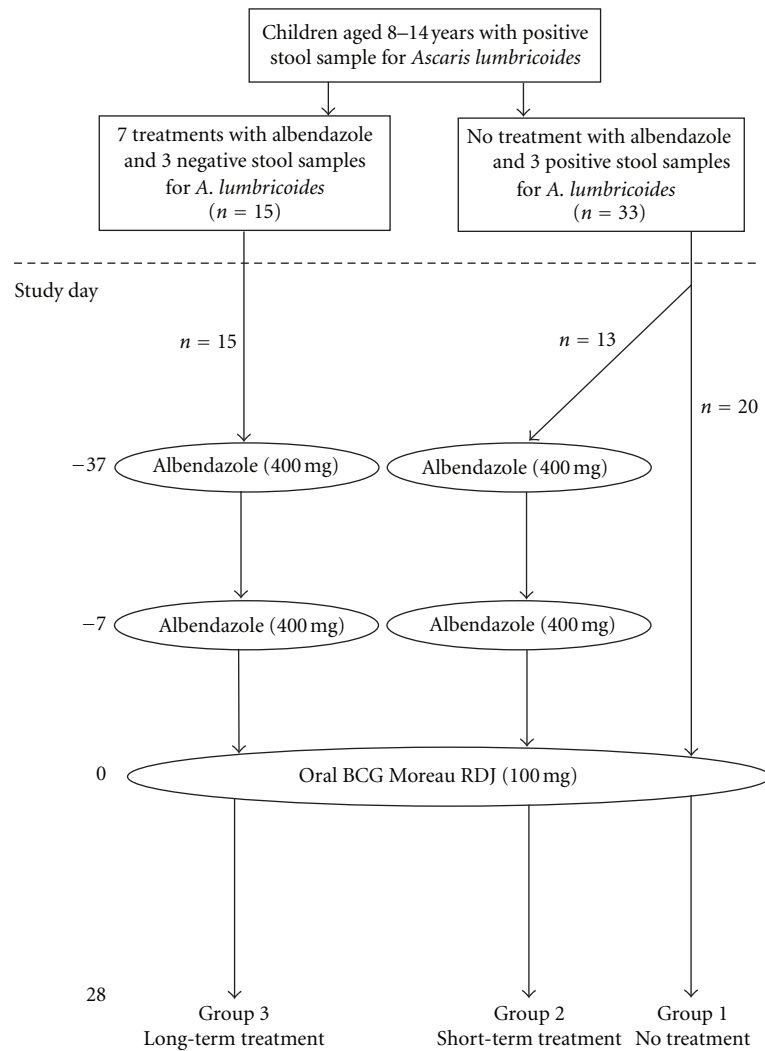 Children aged 8–14 years with positive
stool sample for Ascaris lumbricoides
7 treatments with albendazole
and 3 negative stool samples
for A. lumbricoides
(n = 15)
No treatment with albendazole
and 3 positive stool samples
for A. lumbricoides
(n = 33)
Study day
n = 15
n = 13
n = 20
−37
Albendazole (400 mg)
Albendazole (400 mg)
−7
Albendazole (400 mg)
Albendazole (400 mg)
0
Oral BCG Moreau RDJ (100 mg)
28
Group 3
Long-term treatment
Group 2
Short-term treatment
Group 1
No treatment